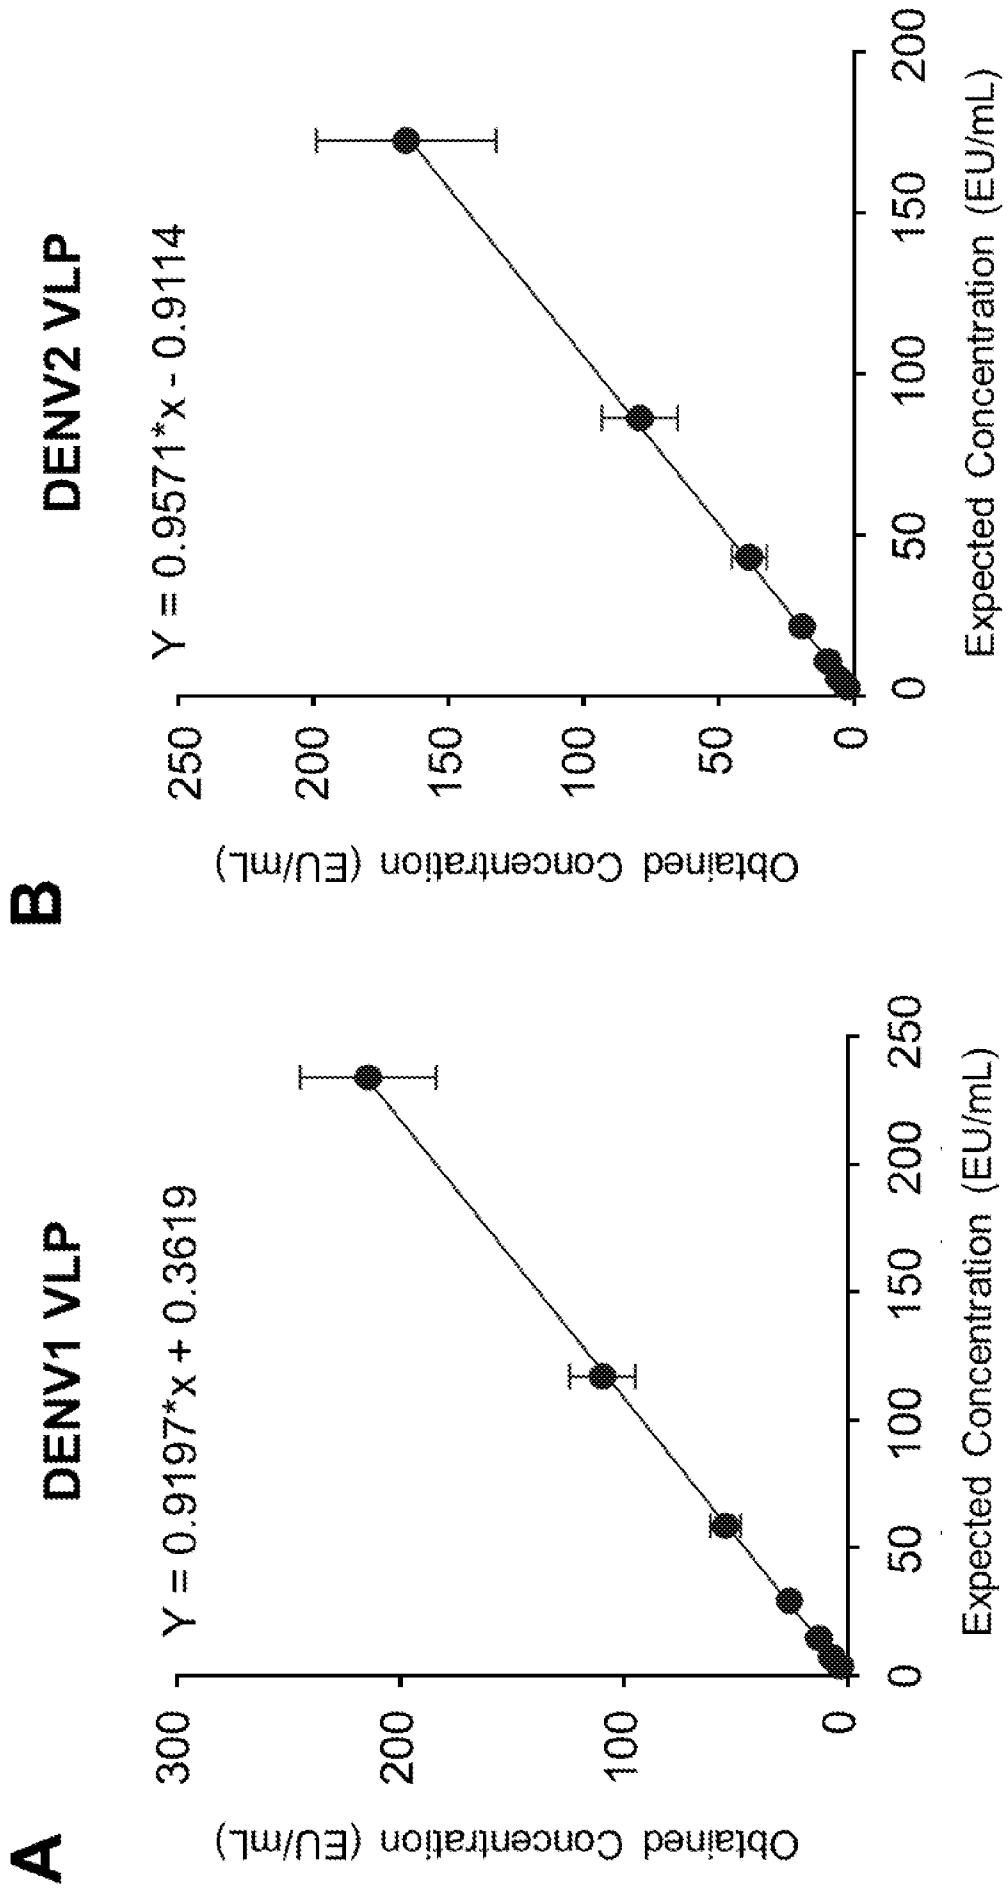 A
DENV1 VLP
Y = 0.9197*x + 0.3619
300
200
100
0
Obtained Concentration (EU/mL)
0 50 100 150 200 250
Expected Concentration (EU/mL)
B
DENV2 VLP
Y = 0.9571*x - 0.9114
250
200
150
100
50
0
Obtained Concentration (EU/mL)
0 50 100 150 200
Expected Concentration (EU/mL)